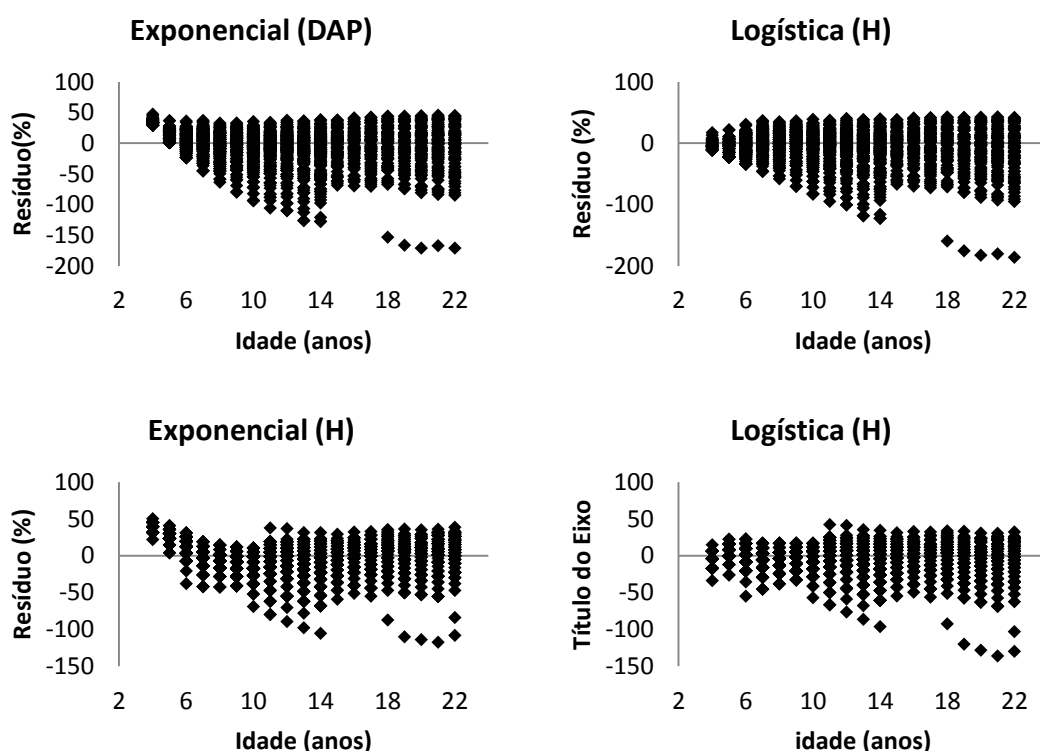 Exponencial (DAP)
100
50
0
-50
-100
-150
-200
Resíduo(%)
2 6 10 14 18 22
Idade (anos)
Logística (H)
100
50
0
-50
-100
-150
-200
Resíduo (%)
2 6 10 14 18 22
Idade (anos)
Exponencial (H)
100
50
0
-50
-100
-150
Resíduo (%)
2 6 10 14 18 22
Idade (anos)
Logística (H)
100
50
0
-50
-100
-150
Título do Eixo
2 6 10 14 18 22
idade (anos)